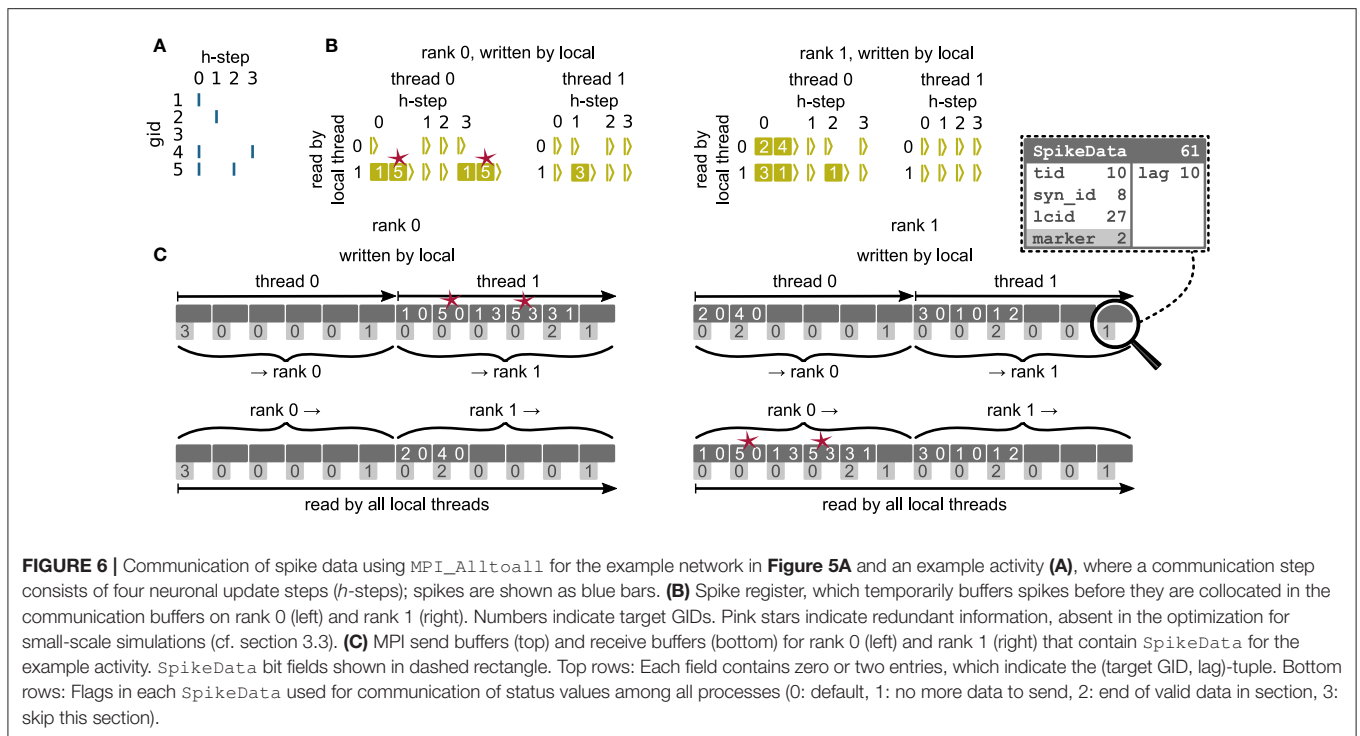 A
B
h-step
0 1 2 3
gid
1
2
3
4
5
rank 0, written by local
thread 0
thread 1
h-step
h-step
0 1 2 3
0 1 2 3
read by local thread
0
1
1 5
1 5
0
1
3
rank 1, written by local
thread 0
thread 1
h-step
h-step
0 1 2 3
0 1 2 3
0
1
2 4
3 1
2
0
1
SpikeData 61
tid 10 lag 10
syn_id 8
lcid 27
marker 2
C
rank 0
written by local
thread 0
thread 1
1 0 5 0 1 3 5 3 3 1
3 0 0 0 0 1 0 0 0 0 2 1
→ rank 0
→ rank 1
rank 0 →
rank 1 →
2 0 4 0
3 0 0 0 0 1 0 2 0 0 0 1
read by all local threads
rank 1
written by local
thread 0
thread 1
2 0 4 0
3 0 1 0 1 2
0 2 0 0 0 1 0 0 2 0 0 1
→ rank 0
→ rank 1
rank 0 →
rank 1 →
1 0 5 0 1 3 5 3 3 1
3 0 1 0 1 2
0 0 0 0 2 1 0 0 2 0 0 1
read by all local threads
FIGURE 6 | Communication of spike data using MPI_Alltoall for the example network in Figure 5A and an example activity (A), where a communication step
consists of four neuronal update steps (h-steps); spikes are shown as blue bars. (B) Spike register, which temporarily buffers spikes before they are collocated in the
communication buffers on rank 0 (left) and rank 1 (right). Numbers indicate target GIDs. Pink stars indicate redundant information, absent in the optimization for
small-scale simulations (cf. section 3.3). (C) MPI send buffers (top) and receive buffers (bottom) for rank 0 (left) and rank 1 (right) that contain SpikeData for the
example activity. SpikeData bit fields shown in dashed rectangle. Top rows: Each field contains zero or two entries, which indicate the (target GID, lag)-tuple. Bottom
rows: Flags in each SpikeData used for communication of status values among all processes (0: default, 1: no more data to send, 2: end of valid data in section, 3:
skip this section).